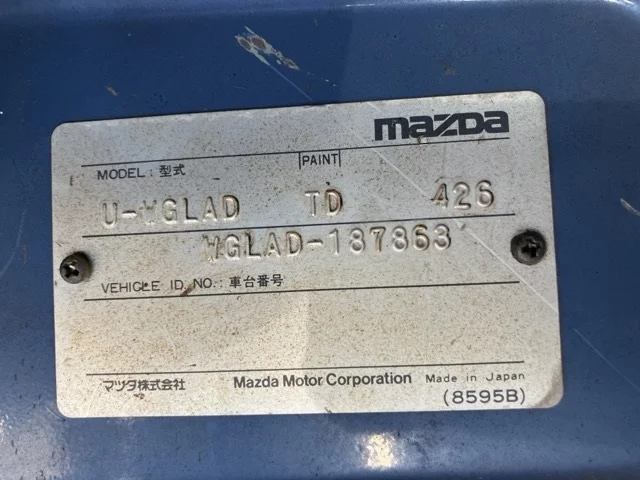 mazda
MODEL : 型式 PAINT
U-WGLAD TD 426
WGLAD-187863
VEHICLE ID. NO.: 車台番号
マツダ株式会社 Mazda Motor Corporation Made in Japan
(8595B)